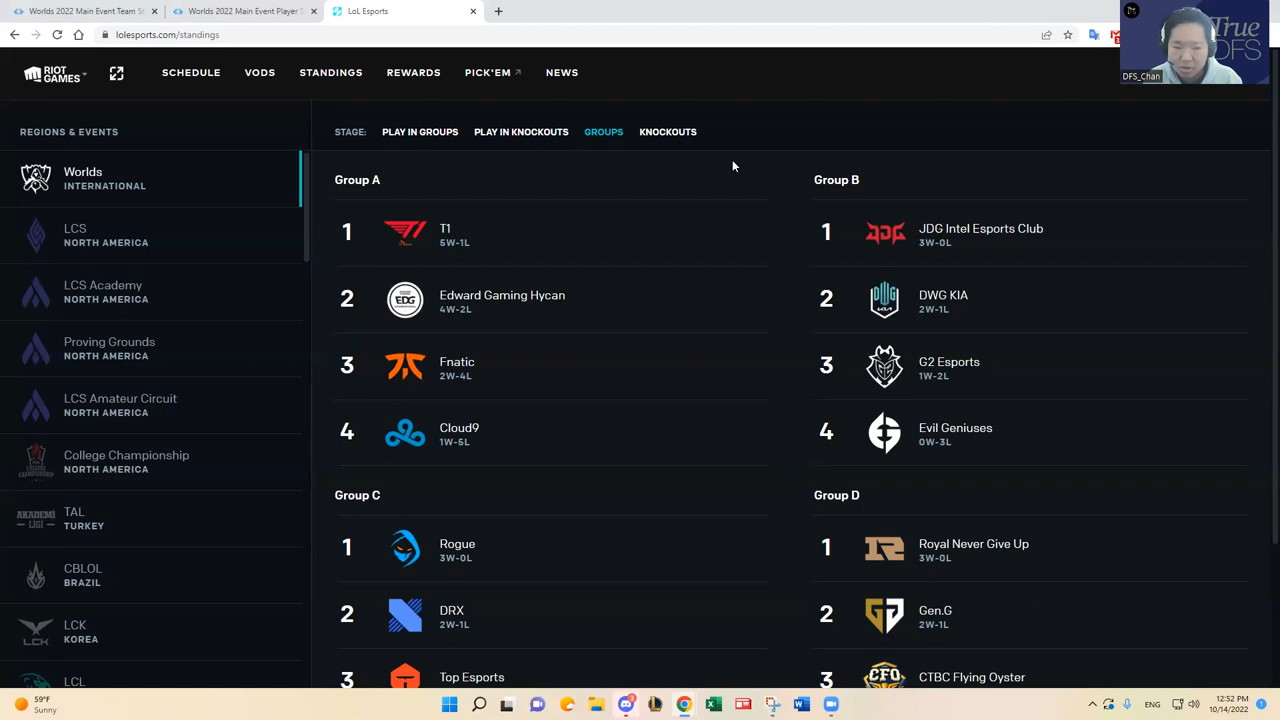 Worlds 2022 Main Event Team St
Worlds 2022 Main Event Player S
LoL Esports
lolesports.com/standings
True
DFS
DFS_Chan
RIOT
GAMES
SCHEDULE
VODS
STANDINGS
REWARDS
PICK'EM
NEWS
REGIONS & EVENTS
STAGE:
PLAY IN GROUPS
PLAY IN KNOCKOUTS
GROUPS
KNOCKOUTS
Worlds
INTERNATIONAL
LCS
NORTH AMERICA
LCS Academy
NORTH AMERICA
Proving Grounds
NORTH AMERICA
LCS Amateur Circuit
NORTH AMERICA
College Championship
NORTH AMERICA
TAL
TURKEY
CBLOL
BRAZIL
LCK
KOREA
LCL
Group A
1
T1
5W-1L
2
EDG
Edward Gaming Hycan
4W-2L
3
Fnatic
2W-4L
4
Cloud9
1W-5L
Group B
1
JDG
JDG Intel Esports Club
3W-0L
2
DWG KIA
2W-1L
3
G2 Esports
1W-2L
4
Evil Geniuses
0W-3L
Group C
1
Rogue
3W-0L
2
DRX
2W-1L
3
Top Esports
Group D
1
Royal Never Give Up
3W-0L
2
Gen.G
2W-1L
3
CFO
CTBC Flying Oyster
59°F
Sunny
ENG
12:52 PM
10/14/2022